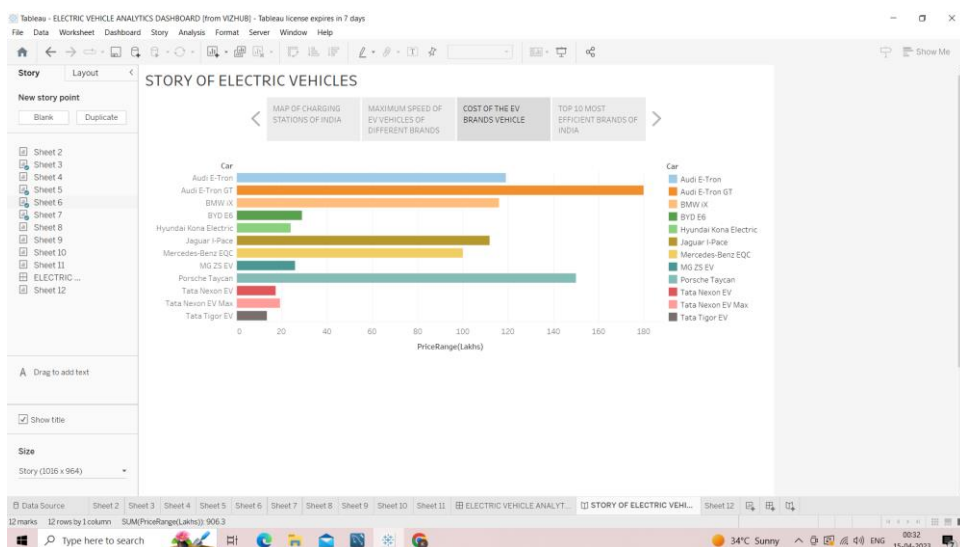 Tableau - ELECTRIC VEHICLE ANALYTICS DASHBOARD [from VIZHUB] - Tableau license expires in 7 days
File Data Worksheet Dashboard Story Analysis Format Server Window Help
Show Me
Story Layout
New story point
Blank Duplicate
Sheet 2
Sheet 3
Sheet 4
Sheet 5
Sheet 6
Sheet 7
Sheet 8
Sheet 9
Sheet 10
Sheet 11
ELECTRIC ...
Sheet 12
A Drag to add text
Show title
Size
Story (1016 x 964)
STORY OF ELECTRIC VEHICLES
MAP OF CHARGING
STATIONS OF INDIA
MAXIMUM SPEED OF
EV VEHICLES OF
DIFFERENT BRANDS
COST OF THE EV
BRANDS VEHICLE
TOP 10 MOST
EFFICIENT BRANDS OF
INDIA
Car
Audi E-Tron
Audi E-Tron GT
BMW iX
BYD E6
Hyundai Kona Electric
Jaguar I-Pace
Mercedes-Benz EQC
MG ZS EV
Porsche Taycan
Tata Nexon EV
Tata Nexon EV Max
Tata Tigor EV
0 20 40 60 80 100 120 140 160 180
PriceRange(Lakhs)
Car
Audi E-Tron
Audi E-Tron GT
BMW iX
BYD E6
Hyundai Kona Electric
Jaguar I-Pace
Mercedes-Benz EQC
MG ZS EV
Porsche Taycan
Tata Nexon EV
Tata Nexon EV Max
Tata Tigor EV
Data Source Sheet 2 Sheet 3 Sheet 4 Sheet 5 Sheet 6 Sheet 7 Sheet 8 Sheet 9 Sheet 10 Sheet 11 ELECTRIC VEHICLE ANALYT... STORY OF ELECTRIC VEHI... Sheet 12
12 marks 12 rows by 1 column SUM(PriceRange(Lakhs)): 906.3
Type here to search
34°C Sunny ENG
00:32
15-04-2023